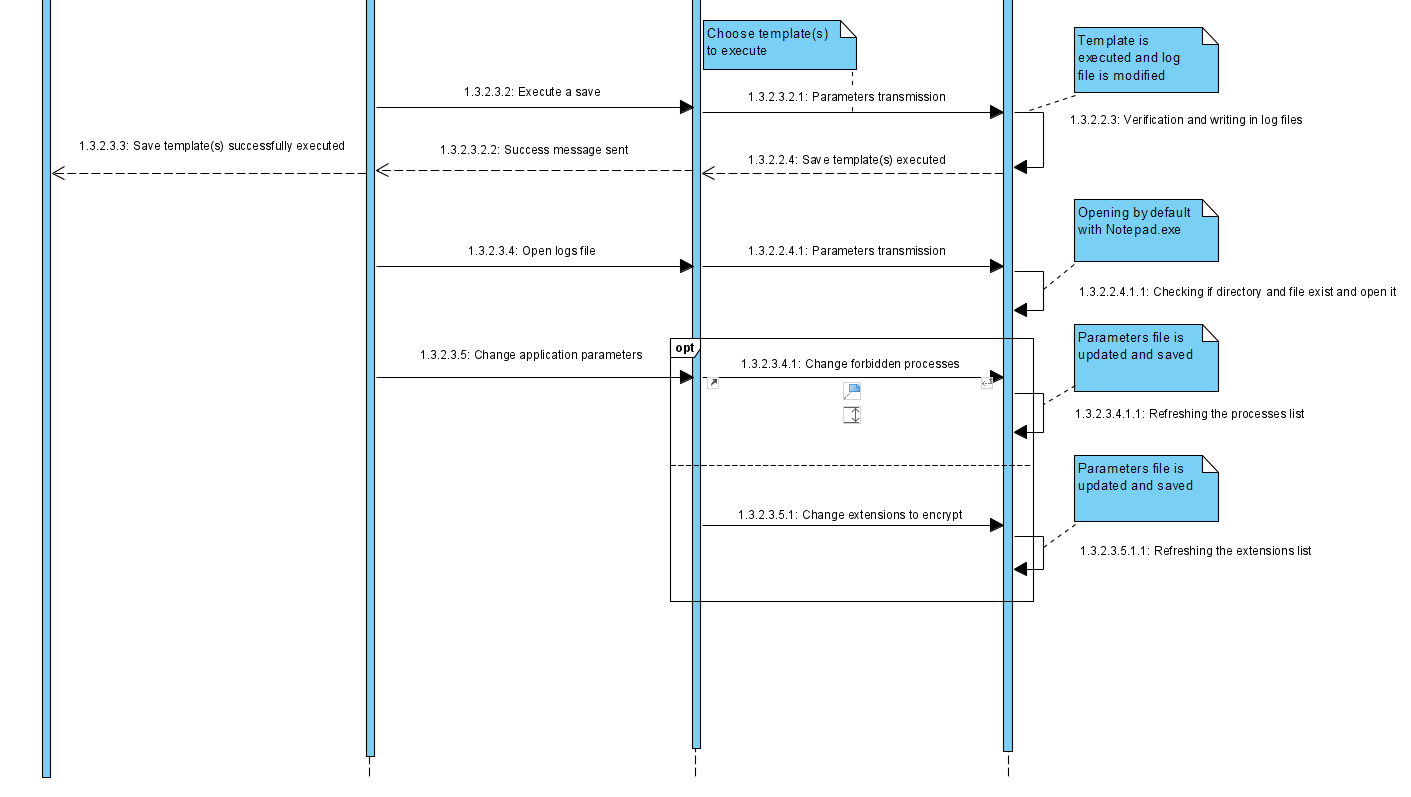 Choose template(s)
to execute
Template is
executed and log
file is modified
1.3.2.3.2: Execute a save
1.3.2.3.2.1: Parameters transmission
1.3.2.2.3: Verification and writing in log files
1.3.2.3.3: Save template(s) successfully executed
1.3.2.3.2.2: Success message sent
1.3.2.2.4: Save template(s) executed
Opening by default
with Notepad.exe
1.3.2.3.4: Open logs file
1.3.2.2.4.1: Parameters transmission
1.3.2.2.4.1.1: Checking if directory and file exist and open it
Parameters file is
updated and saved
opt
1.3.2.3.5: Change application parameters
1.3.2.3.4.1: Change forbidden processes
1.3.2.3.4.1.1: Refreshing the processes list
Parameters file is
updated and saved
1.3.2.3.5.1: Change extensions to encrypt
1.3.2.3.5.1.1: Refreshing the extensions list